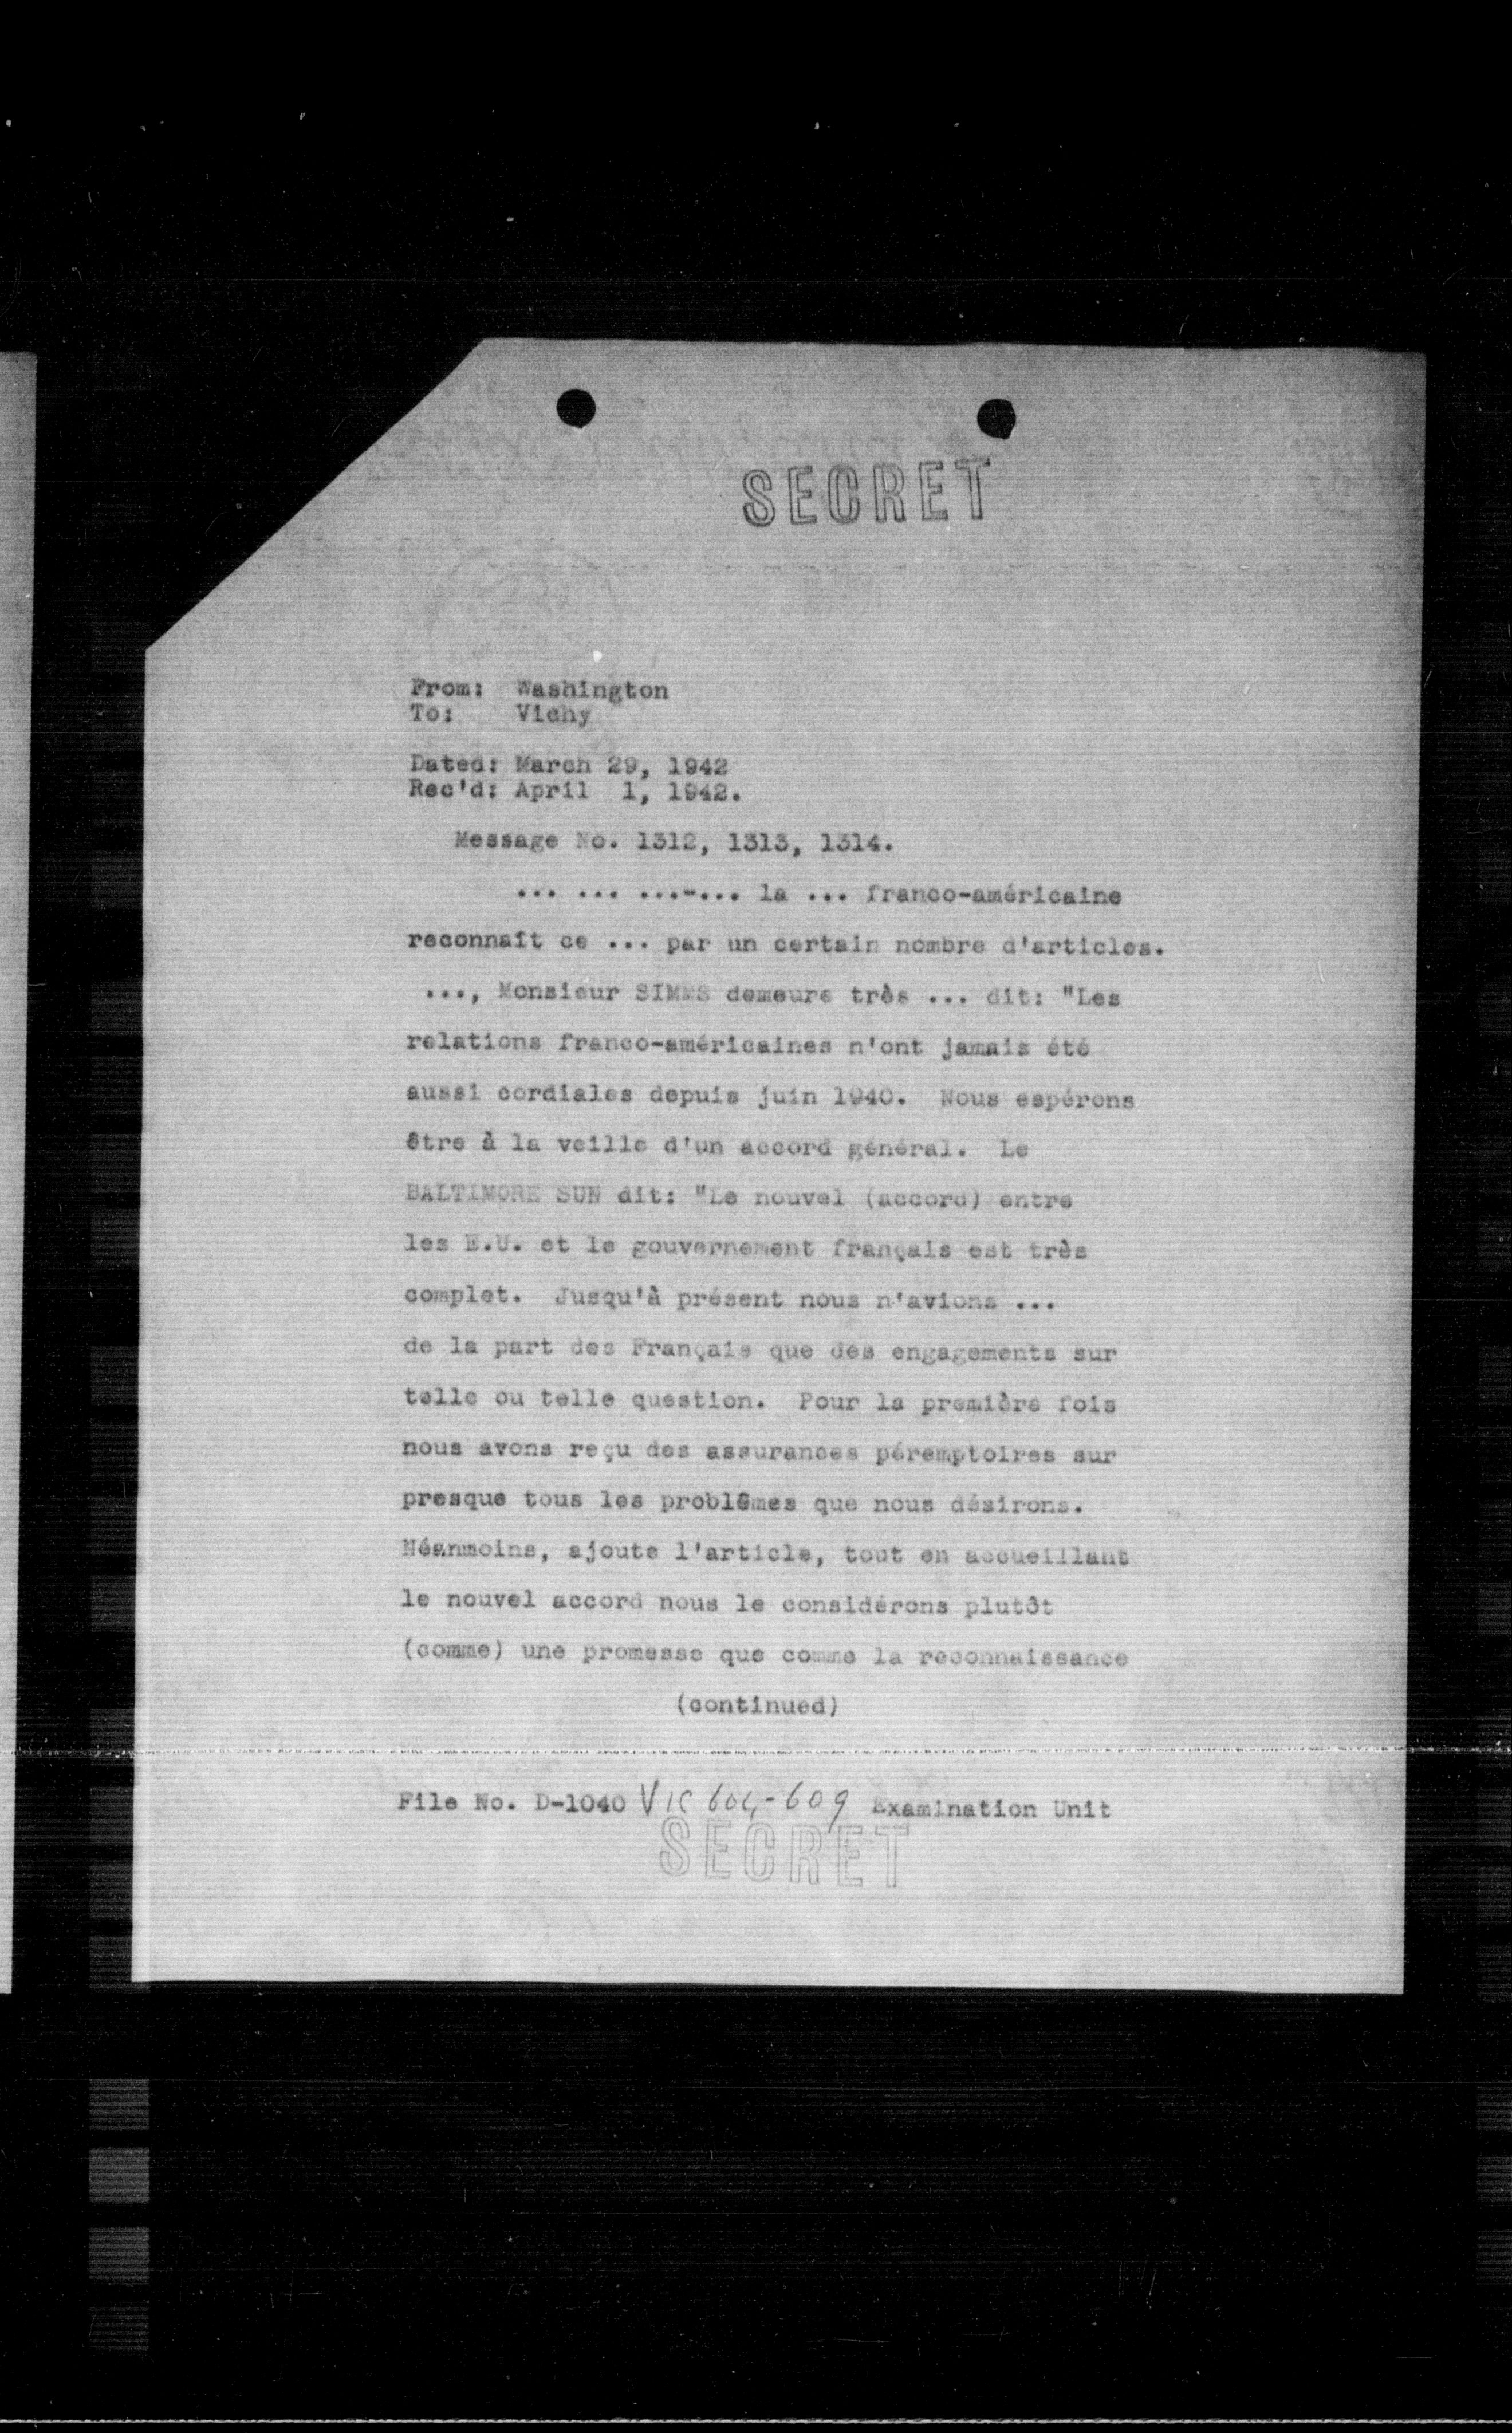 SECRET
From: Washington
To: Vichy
Dated: March 29, 1942
Rec'd: April 1, 1942.
Message No. 1312, 1313, 1314.
... ... ...-... la ... franco-américaine
reconnaît ce ... par un certain nombre d'articles.
..., Monsieur SIMMS demeure très ... dit: "Les
relations franco-américaines n'ont jamais été
aussi cordiales depuis juin 1940. Nous espérons
être à la veille d'un accord général. Le
BALTIMORE SUN dit: "Le nouvel (accord) entre
les E.U. et le gouvernement français est très
complet. Jusqu'à présent nous n'avions ...
de la part des Français que des engagements sur
telle ou telle question. Pour la première fois
nous avons reçu des assurances péremptoires sur
presque tous les problêmes que nous désirons.
Néanmoins, ajoute l'article, tout en accueillant
le nouvel accord nous le considérons plutôt
(comme) une promesse que comme la reconnaissance
(continued)
File No. D-1040 VIC 604-609 Examination Unit
SECRET